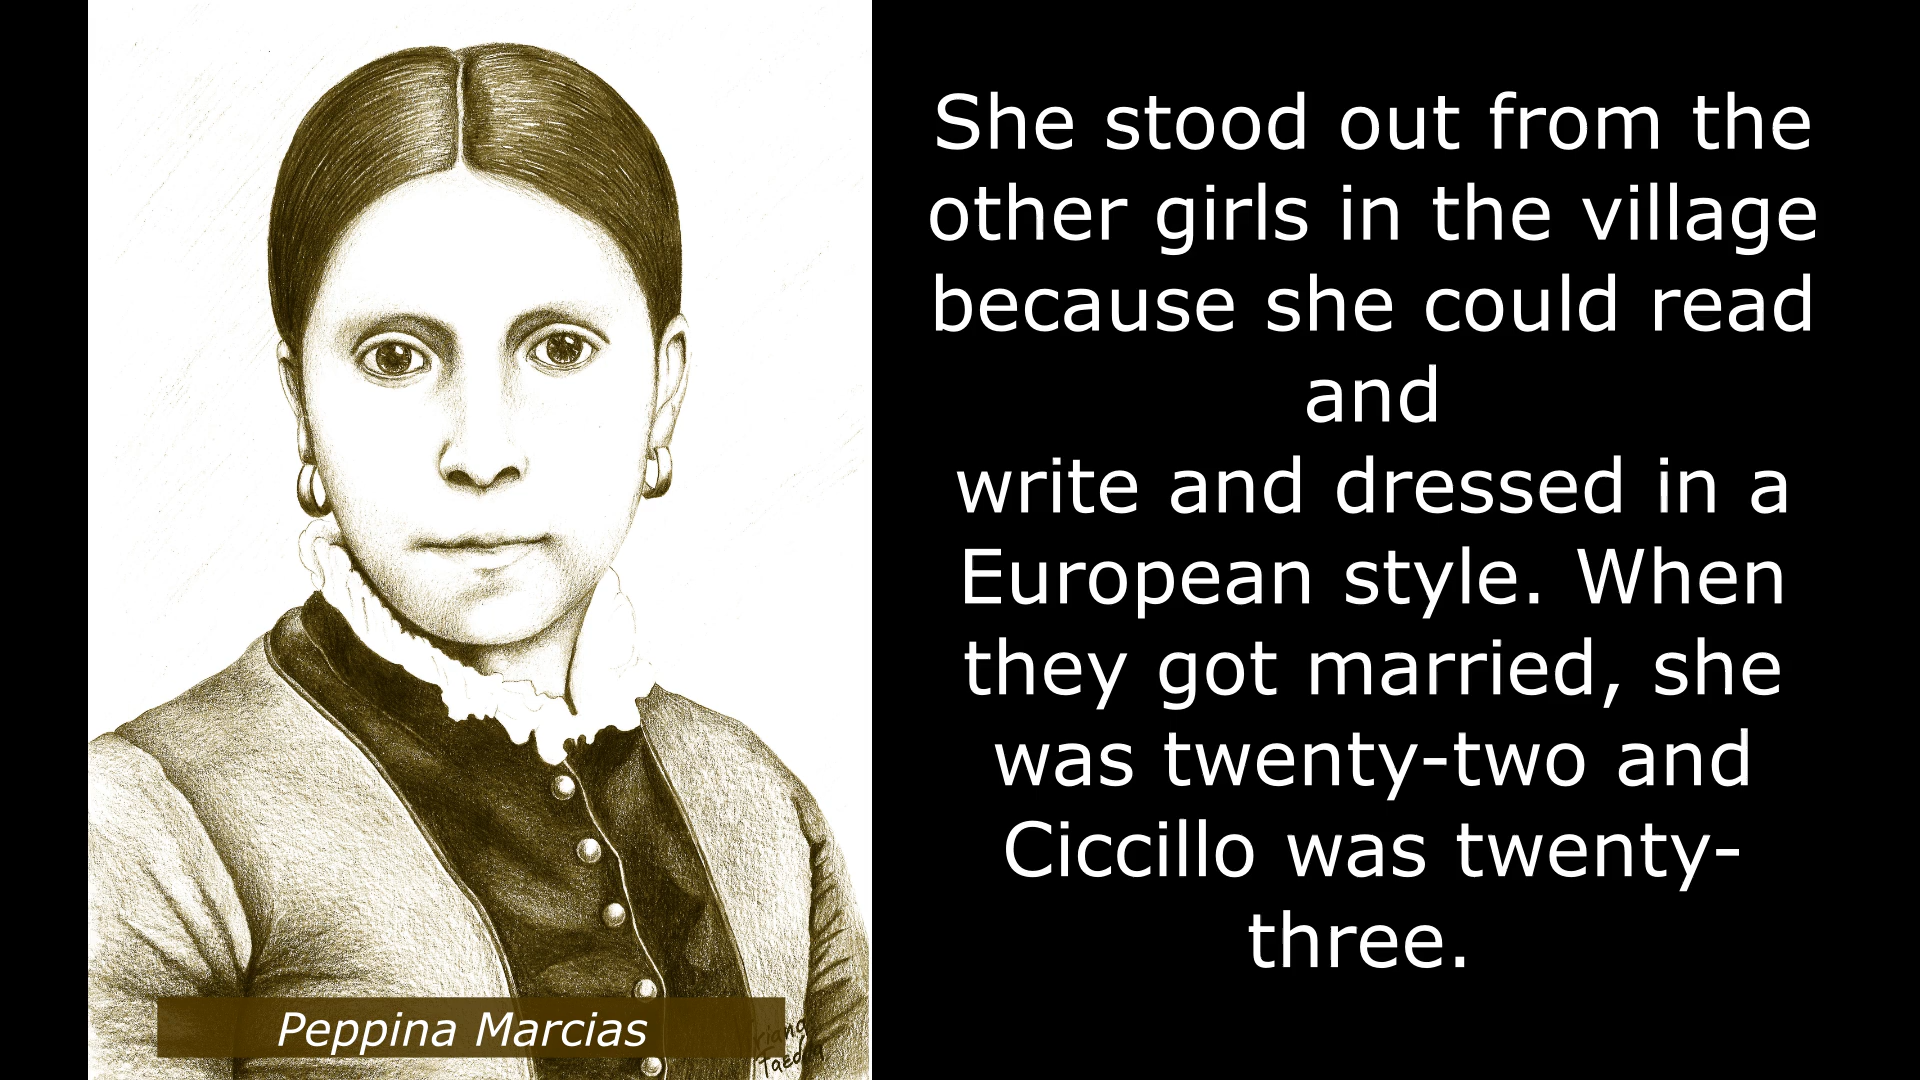 She stood out from the
other girls in the village
because she could read
and
write and dressed in a
European style. When
they got married, she
was twenty-two and
Ciccillo was twenty-
three.
Peppina Marcias